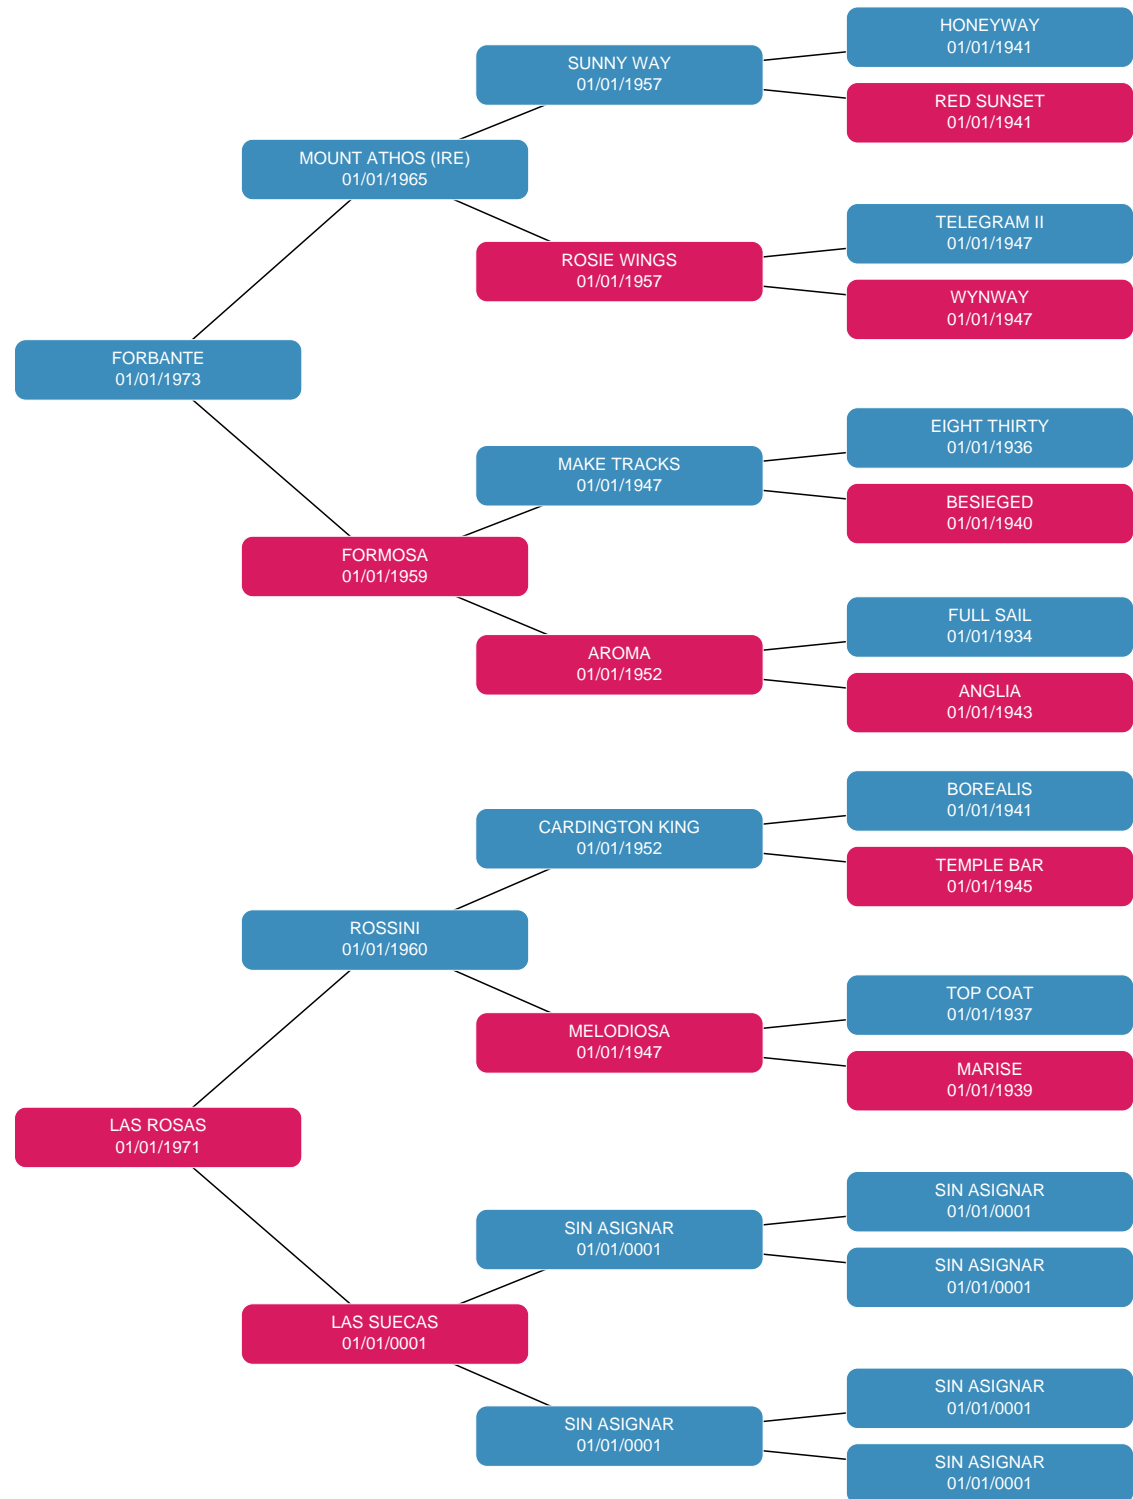 HONEYWAY
01/01/1941
SUNNY WAY
01/01/1957
RED SUNSET
01/01/1941
MOUNT ATHOS (IRE)
01/01/1965
TELEGRAM II
01/01/1947
ROSIE WINGS
01/01/1957
WYNWAY
01/01/1947
FORBANTE
01/01/1973
EIGHT THIRTY
01/01/1936
MAKE TRACKS
01/01/1947
BESIEGED
01/01/1940
FORMOSA
01/01/1959
FULL SAIL
01/01/1934
AROMA
01/01/1952
ANGLIA
01/01/1943
BOREALIS
01/01/1941
CARDINGTON KING
01/01/1952
TEMPLE BAR
01/01/1945
ROSSINI
01/01/1960
TOP COAT
01/01/1937
MELODIOSA
01/01/1947
MARISE
01/01/1939
LAS ROSAS
01/01/1971
SIN ASIGNAR
01/01/0001
SIN ASIGNAR
01/01/0001
SIN ASIGNAR
01/01/0001
LAS SUECAS
01/01/0001
SIN ASIGNAR
01/01/0001
SIN ASIGNAR
01/01/0001
SIN ASIGNAR
01/01/0001